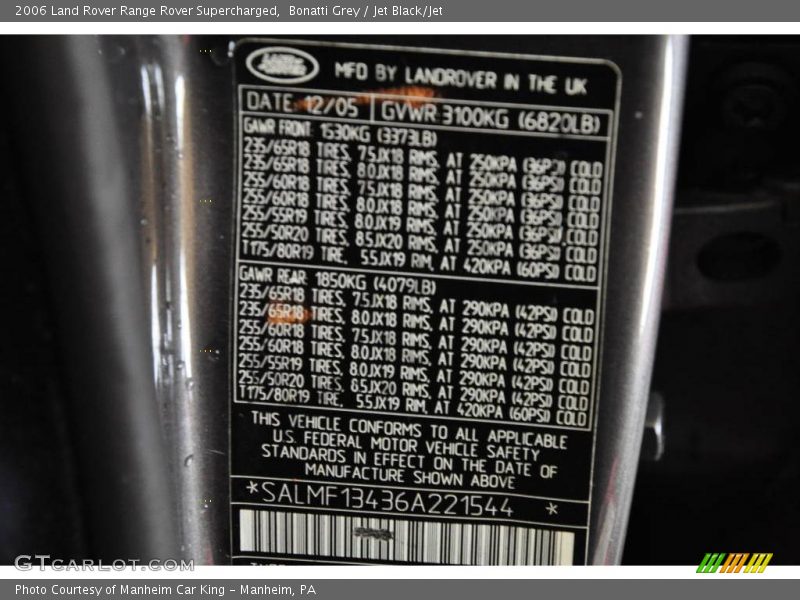 2006 Land Rover Range Rover Supercharged, Bonatti Grey / Jet Black/Jet
LAND ROVER
MFD BY LANDROVER IN THE UK
DATE 12/05 GVWR 3100KG (6820LB)
GAWR FRONT 1530KG (3373LB)
235/65R18 TIRES, 7.5JX18 RIMS, AT 250KPA (36PSI) COLD
235/65R18 TIRES, 8.0JX18 RIMS, AT 250KPA (36PSI) COLD
255/60R18 TIRES, 7.5JX18 RIMS, AT 250KPA (36PSI) COLD
255/60R18 TIRES, 8.0JX18 RIMS, AT 250KPA (36PSI) COLD
255/55R19 TIRES, 8.0JX19 RIMS, AT 250KPA (36PSI) COLD
255/50R20 TIRES, 8.5JX20 RIMS, AT 250KPA (36PSI) COLD
T175/80R19 TIRE, 5.5JX19 RIM, AT 420KPA (60PSI) COLD
GAWR REAR 1850KG (4079LB)
235/65R18 TIRES, 7.5JX18 RIMS, AT 290KPA (42PSI) COLD
235/65R18 TIRES, 8.0JX18 RIMS, AT 290KPA (42PSI) COLD
255/60R18 TIRES, 7.5JX18 RIMS, AT 290KPA (42PSI) COLD
255/60R18 TIRES, 8.0JX18 RIMS, AT 290KPA (42PSI) COLD
255/55R19 TIRES, 8.0JX19 RIMS, AT 290KPA (42PSI) COLD
255/50R20 TIRES, 8.5JX20 RIMS, AT 290KPA (42PSI) COLD
T175/80R19 TIRE, 5.5JX19 RIM, AT 420KPA (60PSI) COLD
THIS VEHICLE CONFORMS TO ALL APPLICABLE
U.S. FEDERAL MOTOR VEHICLE SAFETY
STANDARDS IN EFFECT ON THE DATE OF
MANUFACTURE SHOWN ABOVE
*SALMF13436A221544 *
GTCarLot.com
Photo Courtesy of Manheim Car King - Manheim, PA